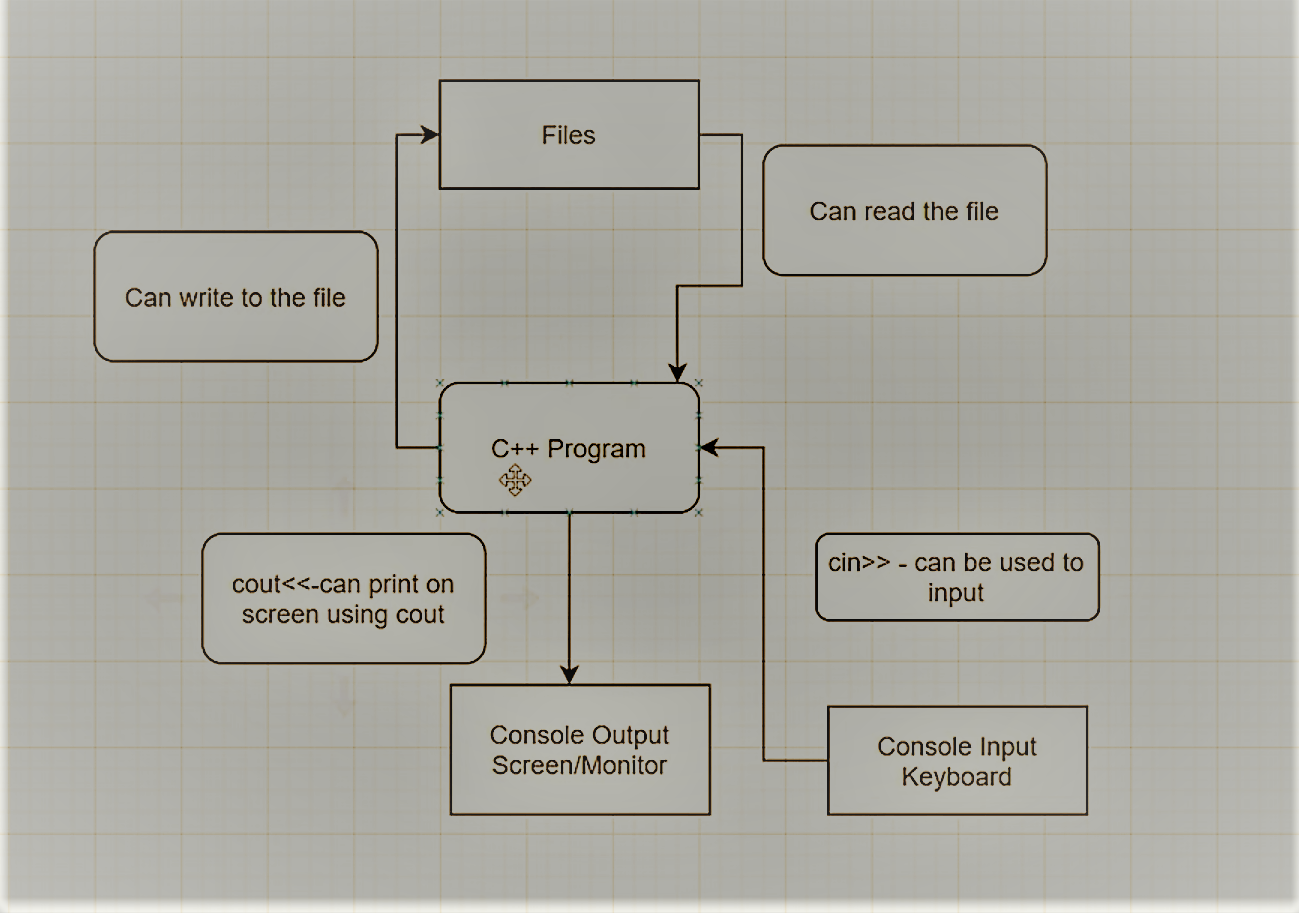 Files
Can read the file
Can write to the file
C++ Program
cout<<-can print on
screen using cout
cin>> - can be used to
input
Console Output
Screen/Monitor
Console Input
Keyboard